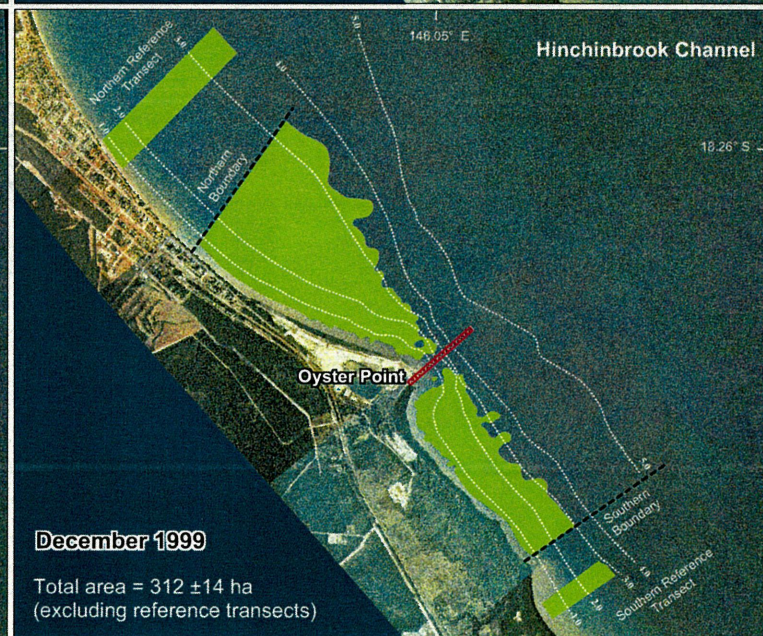 146.05° E
Hinchinbrook Channel
18.26° S
Northern Reference
Transect
Northern
Boundary
Oyster Point
Southern
Boundary
Southern Reference
Transect
December 1999
Total area = 312 ±14 ha
(excluding reference transects)